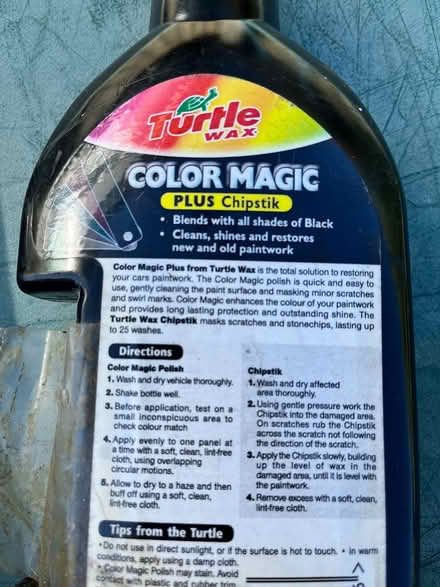 Turtle
WAX
COLOR MAGIC
PLUS Chipstik
• Blends with all shades of Black
• Cleans, shines and restores
new and old paintwork
Color Magic Plus from Turtle Wax is the total solution to restoring
your cars paintwork. The Color Magic polish is quick and easy to
use, gently cleaning the paint surface and masking minor scratches
and swirl marks. Color Magic enhances the colour of your paintwork
and provides long lasting protection and outstanding shine. The
Turtle Wax Chipstik masks scratches and stonechips, lasting up
to 25 washes.
Directions
Color Magic Polish
1. Wash and dry vehicle thoroughly.
2. Shake bottle well.
3. Before application, test on a
small inconspicuous area to
check colour match
4. Apply evenly to one panel at
a time with a soft, clean, lint-free
cloth, using overlapping
circular motions.
5. Allow to dry to a haze and then
buff off using a soft, clean,
lint-free cloth.
Chipstik
1. Wash and dry affected
area thoroughly.
2. Using gentle pressure work the
Chipstik into the damaged area.
On scratches rub the Chipstik
across the scratch not following
the direction of the scratch.
3. Apply the Chipstik slowly, building
up the level of wax in the
damaged area, until it is level with
the paintwork.
4. Remove excess with a soft, clean,
lint-free cloth.
Tips from the Turtle
• Do not use in direct sunlight, or if the surface is hot to touch. • In warm
conditions, apply using a damp cloth.
• Color Magic Polish may stain. Avoid
contact with plastic and rubber trim